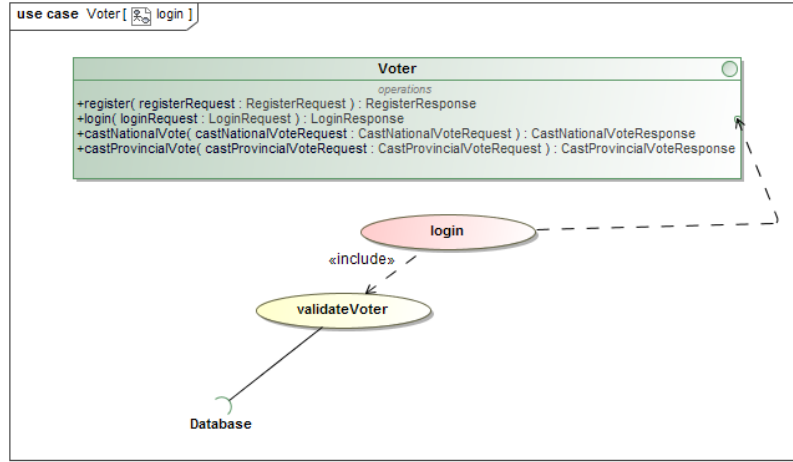 use case Voter [ login ]
Voter
operations
+register( registerRequest : RegisterRequest ) : RegisterResponse
+login( loginRequest : LoginRequest ) : LoginResponse
+castNationalVote( castNationalVoteRequest : CastNationalVoteRequest ) : CastNationalVoteResponse
+castProvincialVote( castProvincialVoteRequest : CastProvincialVoteRequest ) : CastProvincialVoteResponse
login
«include»
validateVoter
Database